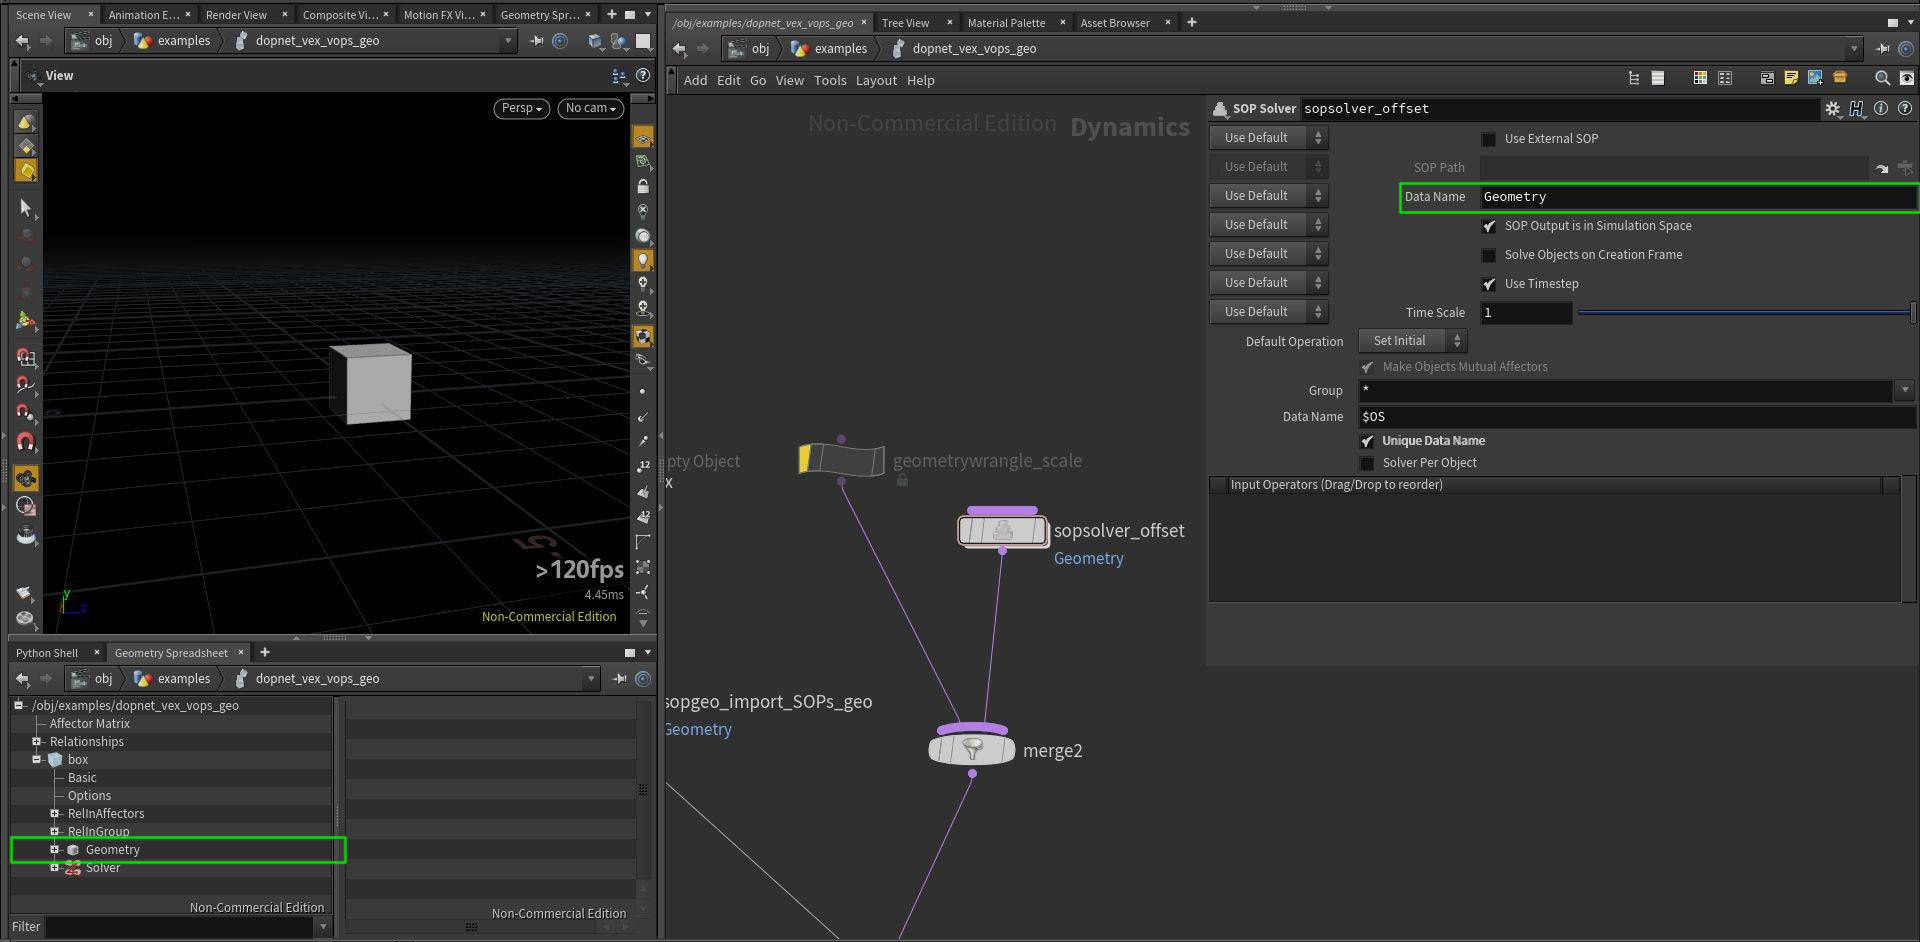 Scene View
Animation E...
Render View
Composite Vi...
Motion FX Vi...
Geometry Spr...
obj
examples
dopnet_vex_vops_geo
View
Persp
No cam
12
12
5
>120fps
4.45ms
y
z
Non-Commercial Edition
Python Shell
Geometry Spreadsheet
obj
examples
dopnet_vex_vops_geo
/obj/examples/dopnet_vex_vops_geo
Affector Matrix
Relationships
box
Basic
Options
RelInAffectors
RelInGroup
Geometry
Solver
Non-Commercial Edition
Non-Commercial Edition
Filter
/obj/examples/dopnet_vex_vops_geo
Tree View
Material Palette
Asset Browser
obj
examples
dopnet_vex_vops_geo
Add Edit Go View Tools Layout Help
Non-Commercial Edition
Dynamics
pty Object
X
geometrywrangle_scale
sopsolver_offset
Geometry
sopgeo_import_SOPs_geo
Geometry
merge2
SOP Solver sopsolver_offset
Use Default Use External SOP
Use Default SOP Path
Use Default Data Name Geometry
Use Default SOP Output is in Simulation Space
Use Default Solve Objects on Creation Frame
Use Default Use Timestep
Use Default Time Scale 1
Default Operation Set Initial
Make Objects Mutual Affectors
Group *
Data Name $OS
Unique Data Name
Solver Per Object
Input Operators (Drag/Drop to reorder)